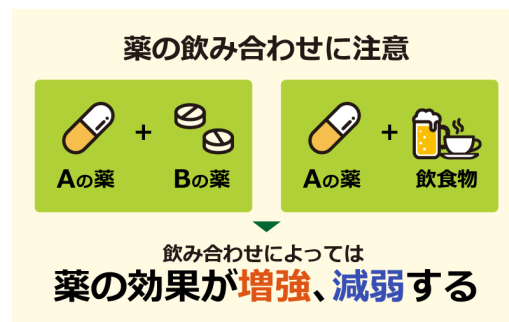 薬の飲み合わせに注意
+
Aの薬 Bの薬
+
Aの薬 飲食物
飲み合わせによっては
薬の効果が増強、減弱する